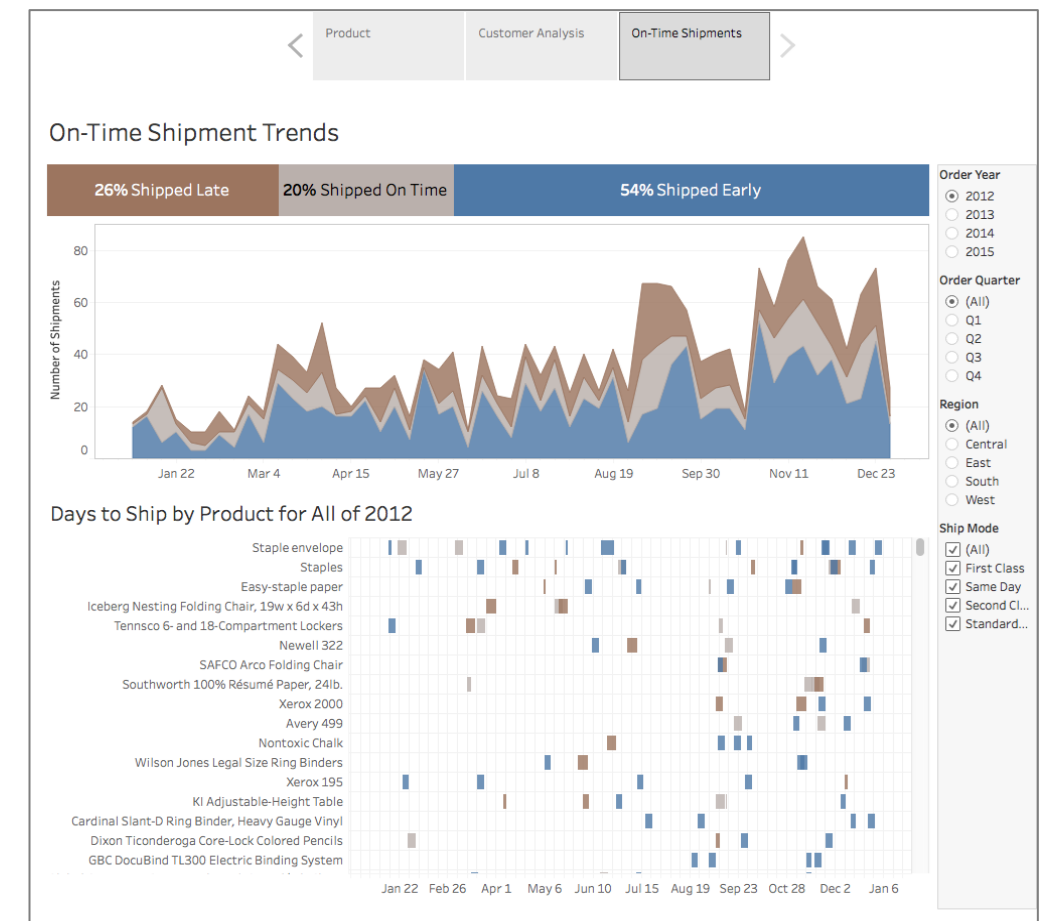 Product
Customer Analysis
On-Time Shipments
On-Time Shipment Trends
26% Shipped Late
20% Shipped On Time
54% Shipped Early
Number of Shipments
80
60
40
20
0
Jan 22 Mar 4 Apr 15 May 27 Jul 8 Aug 19 Sep 30 Nov 11 Dec 23
Order Year
2012
2013
2014
2015
Order Quarter
(All)
Q1
Q2
Q3
Q4
Region
(All)
Central
East
South
West
Ship Mode
(All)
First Class
Same Day
Second Cl...
Standard...
Days to Ship by Product for All of 2012
Staple envelope
Staples
Easy-staple paper
Iceberg Nesting Folding Chair, 19w x 6d x 43h
Tennsco 6- and 18-Compartment Lockers
Newell 322
SAFCO Arco Folding Chair
Southworth 100% Résumé Paper, 24lb.
Xerox 2000
Avery 499
Nontoxic Chalk
Wilson Jones Legal Size Ring Binders
Xerox 195
KI Adjustable-Height Table
Cardinal Slant-D Ring Binder, Heavy Gauge Vinyl
Dixon Ticonderoga Core-Lock Colored Pencils
GBC DocuBind TL300 Electric Binding System
Jan 22 Feb 26 Apr 1 May 6 Jun 10 Jul 15 Aug 19 Sep 23 Oct 28 Dec 2 Jan 6